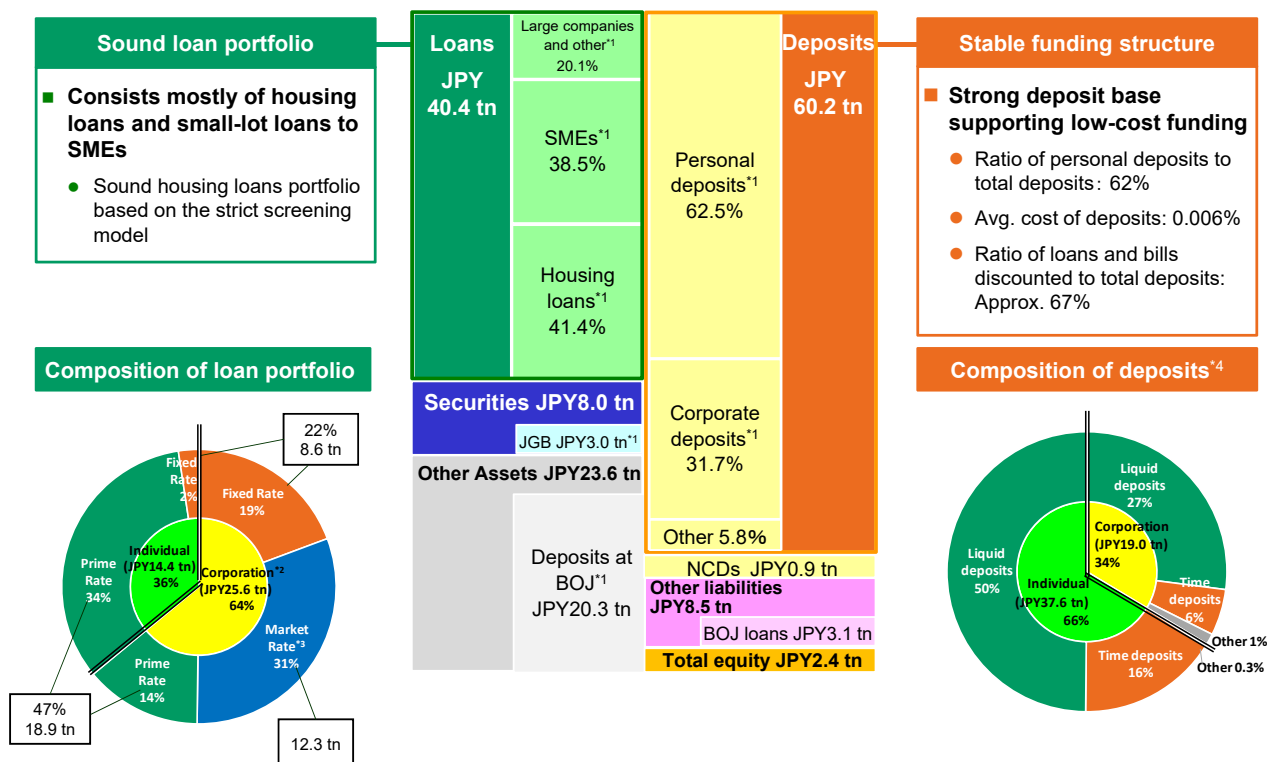 Sound loan portfolio
■ Consists mostly of housing
loans and small-lot loans to
SMEs
● Sound housing loans portfolio
based on the strict screening
model
Loans
JPY
40.4 tn
Large companies
and other*1
20.1%
SMEs*1
38.5%
Housing
loans*1
41.4%
Securities JPY8.0 tn
JGB JPY3.0 tn*1
Other Assets JPY23.6 tn
Deposits at
BOJ*1
JPY20.3 tn
Deposits
JPY
60.2 tn
Personal
deposits*1
62.5%
Corporate
deposits*1
31.7%
Other 5.8%
NCDs JPY0.9 tn
Other liabilities
JPY8.5 tn
BOJ loans JPY3.1 tn
Total equity JPY2.4 tn
Stable funding structure
■ Strong deposit base
supporting low-cost funding
● Ratio of personal deposits to
total deposits: 62%
● Avg. cost of deposits: 0.006%
● Ratio of loans and bills
discounted to total deposits:
Approx. 67%
Composition of loan portfolio
22%
8.6 tn
Fixed
Rate
2%
Fixed Rate
19%
Individual
(JPY14.4 tn)
36%
Corporation*2
(JPY25.6 tn)
64%
Prime
Rate
34%
Market
Rate*3
31%
Prime
Rate
14%
47%
18.9 tn
12.3 tn
Composition of deposits*4
Liquid
deposits
27%
Corporation
(JPY19.0 tn)
34%
Liquid
deposits
50%
Individual
(JPY37.6 tn)
66%
Time
deposits
6%
Other 1%
Other 0.3%
Time deposits
16%